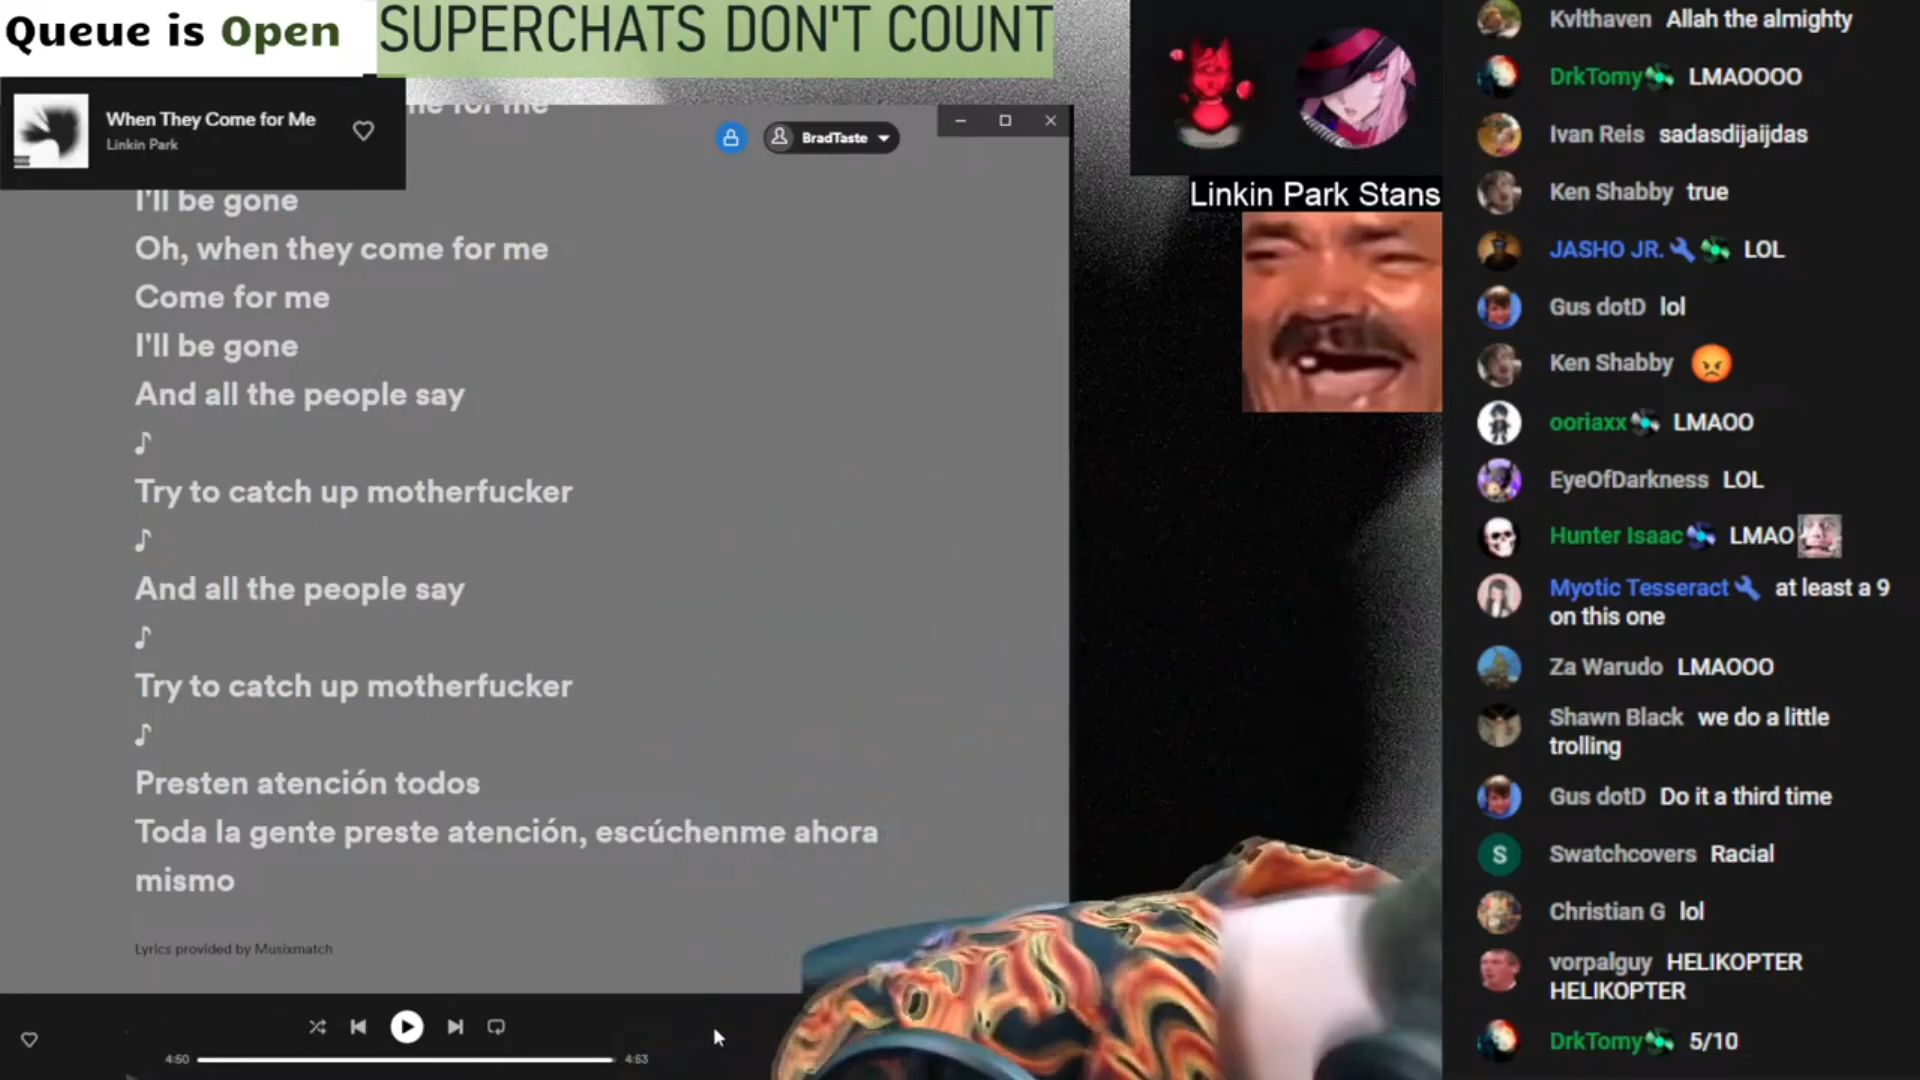 Queue is Open
SUPERCHATS DON'T COUNT
When They Come for Me
Linkin Park
BradTaste
I'll be gone
Oh, when they come for me
Come for me
I'll be gone
And all the people say
♪
Try to catch up motherfucker
♪
And all the people say
♪
Try to catch up motherfucker
♪
Presten atención todos
Toda la gente preste atención, escúchenme ahora
mismo
Lyrics provided by Musixmatch
4:50
4:53
Linkin Park Stans
Kvlthaven Allah the almighty
DrkTomy LMAOOOO
Ivan Reis sadasdijaijdas
Ken Shabby true
JASHO JR. LOL
Gus dotD lol
Ken Shabby 😡
ooriaxx LMAOO
EyeOfDarkness LOL
Hunter Isaac LMAO
Myotic Tesseract at least a 9
on this one
Za Warudo LMAOOO
Shawn Black we do a little
trolling
Gus dotD Do it a third time
S Swatchcovers Racial
Christian G lol
vorpalguy HELIKOPTER
HELIKOPTER
DrkTomy 5/10